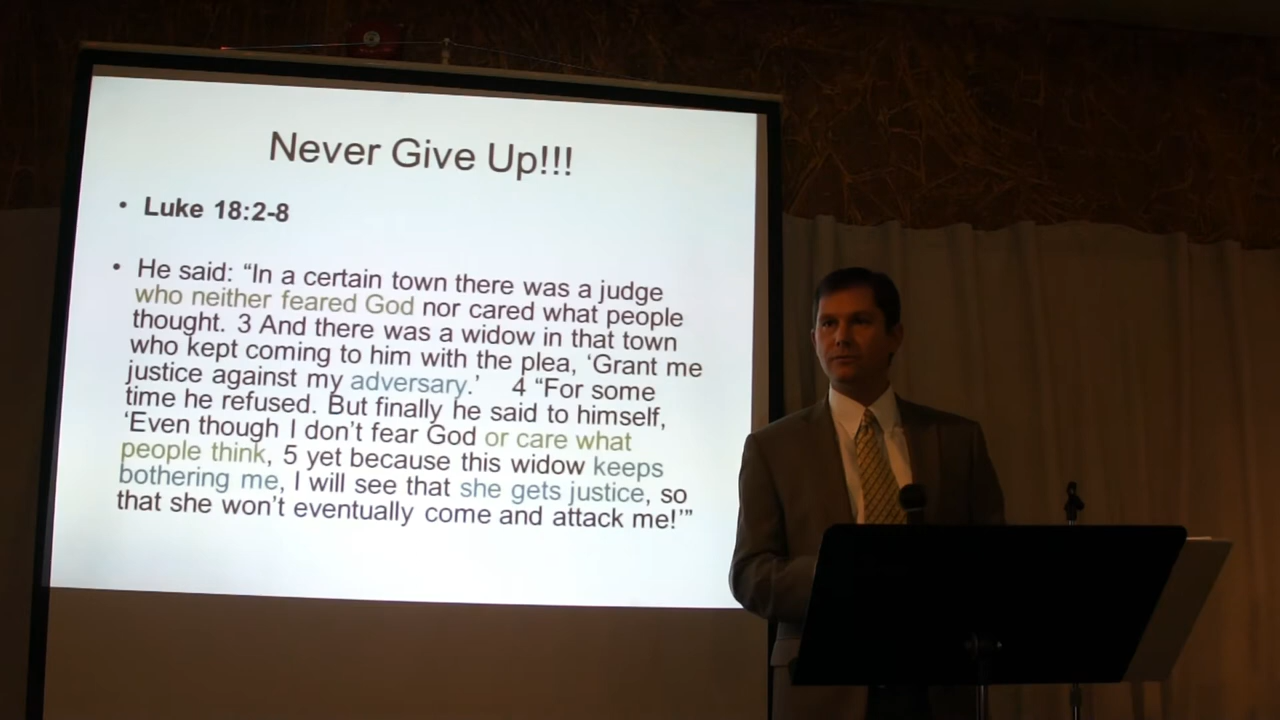 Never Give Up!!!
• Luke 18:2-8
• He said: “In a certain town there was a judge
who neither feared God nor cared what people
thought. 3 And there was a widow in that town
who kept coming to him with the plea, ‘Grant me
justice against my adversary.’ 4 “For some
time he refused. But finally he said to himself,
‘Even though I don’t fear God or care what
people think, 5 yet because this widow keeps
bothering me, I will see that she gets justice, so
that she won’t eventually come and attack me!’”